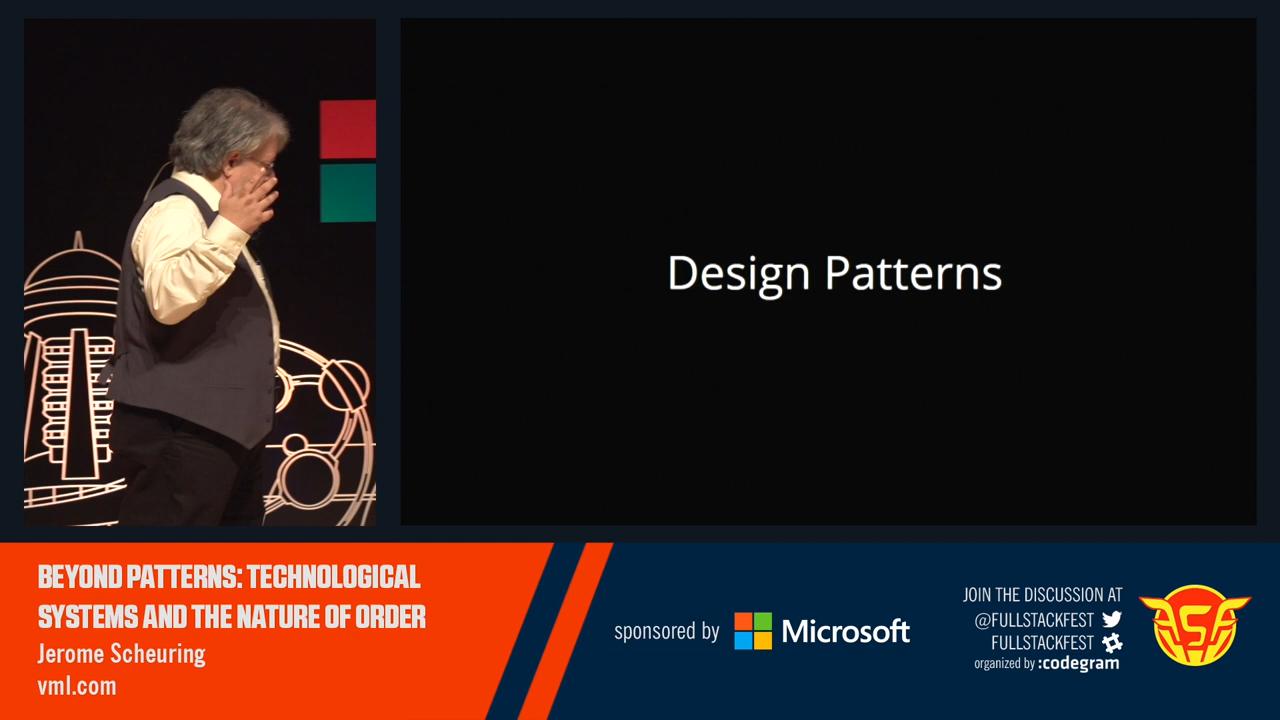 Design Patterns
BEYOND PATTERNS: TECHNOLOGICAL
SYSTEMS AND THE NATURE OF ORDER
Jerome Scheuring
vml.com
sponsored by Microsoft
JOIN THE DISCUSSION AT
@FULLSTACKFEST
FULLSTACKFEST
organized by :codegram
FSF